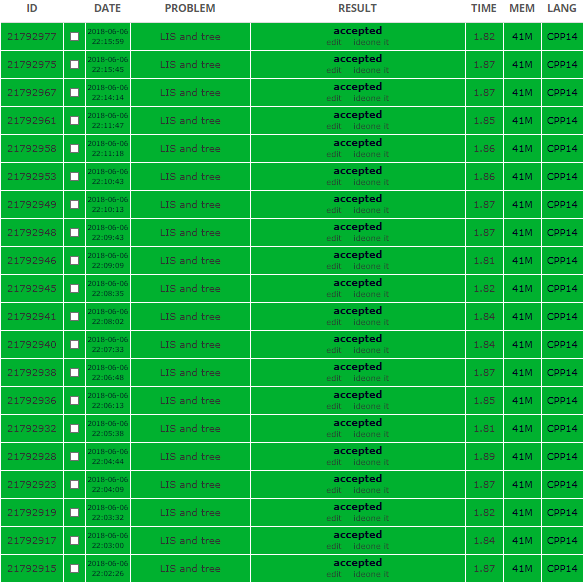 ID DATE PROBLEM RESULT TIME MEM LANG
21792977 2018-06-06 22:15:59 LIS and tree accepted edit ideone it 1.82 41M CPP14
21792975 2018-06-06 22:15:45 LIS and tree accepted edit ideone it 1.87 41M CPP14
21792967 2018-06-06 22:14:14 LIS and tree accepted edit ideone it 1.87 41M CPP14
21792961 2018-06-06 22:11:47 LIS and tree accepted edit ideone it 1.85 41M CPP14
21792958 2018-06-06 22:11:18 LIS and tree accepted edit ideone it 1.86 41M CPP14
21792953 2018-06-06 22:10:43 LIS and tree accepted edit ideone it 1.86 41M CPP14
21792949 2018-06-06 22:10:13 LIS and tree accepted edit ideone it 1.87 41M CPP14
21792948 2018-06-06 22:09:43 LIS and tree accepted edit ideone it 1.87 41M CPP14
21792946 2018-06-06 22:09:09 LIS and tree accepted edit ideone it 1.81 41M CPP14
21792945 2018-06-06 22:08:35 LIS and tree accepted edit ideone it 1.82 41M CPP14
21792941 2018-06-06 22:08:02 LIS and tree accepted edit ideone it 1.84 41M CPP14
21792940 2018-06-06 22:07:33 LIS and tree accepted edit ideone it 1.84 41M CPP14
21792938 2018-06-06 22:06:48 LIS and tree accepted edit ideone it 1.87 41M CPP14
21792936 2018-06-06 22:06:13 LIS and tree accepted edit ideone it 1.85 41M CPP14
21792932 2018-06-06 22:05:38 LIS and tree accepted edit ideone it 1.81 41M CPP14
21792928 2018-06-06 22:04:44 LIS and tree accepted edit ideone it 1.89 41M CPP14
21792923 2018-06-06 22:04:09 LIS and tree accepted edit ideone it 1.87 41M CPP14
21792919 2018-06-06 22:03:32 LIS and tree accepted edit ideone it 1.82 41M CPP14
21792917 2018-06-06 22:03:00 LIS and tree accepted edit ideone it 1.84 41M CPP14
21792915 2018-06-06 22:02:26 LIS and tree accepted edit ideone it 1.87 41M CPP14